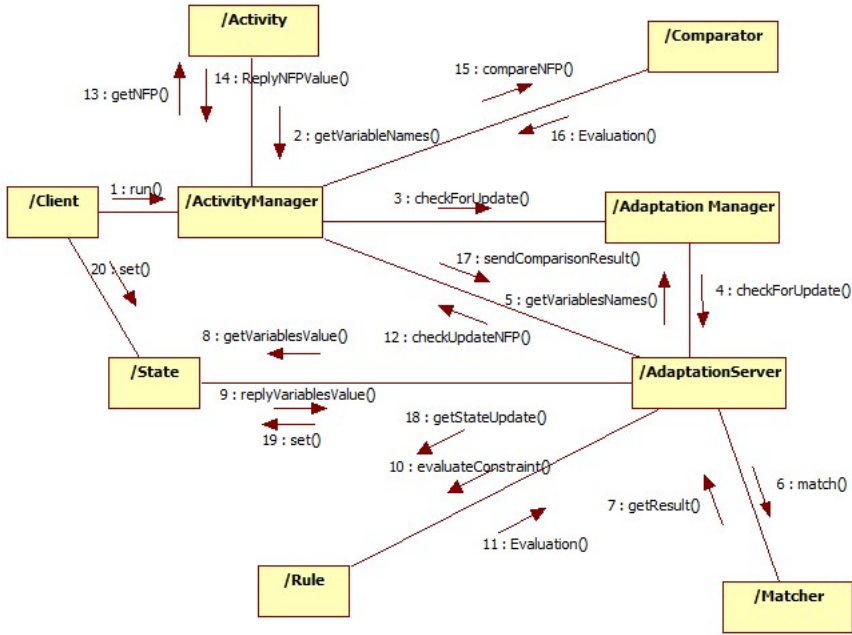 /Activity
/Comparator
15 : compareNFP()
14 : ReplyNFPValue()
13 : getNFP()
2 : getVariableNames()
16 : Evaluation()
1 : run()
/Client
/ActivityManager
3 : checkForUpdate()
/Adaptation Manager
17 : sendComparisonResult()
20 : set()
4 : checkForUpdate()
5 : getVariablesNames()
8 : getVariablesValue()
12 : checkUpdateNFP()
/State
/AdaptationServer
9 : replyVariablesValue()
18 : getStateUpdate()
19 : set()
10 : evaluateConstraint()
6 : match()
7 : getResult()
11 : Evaluation()
/Rule
/Matcher